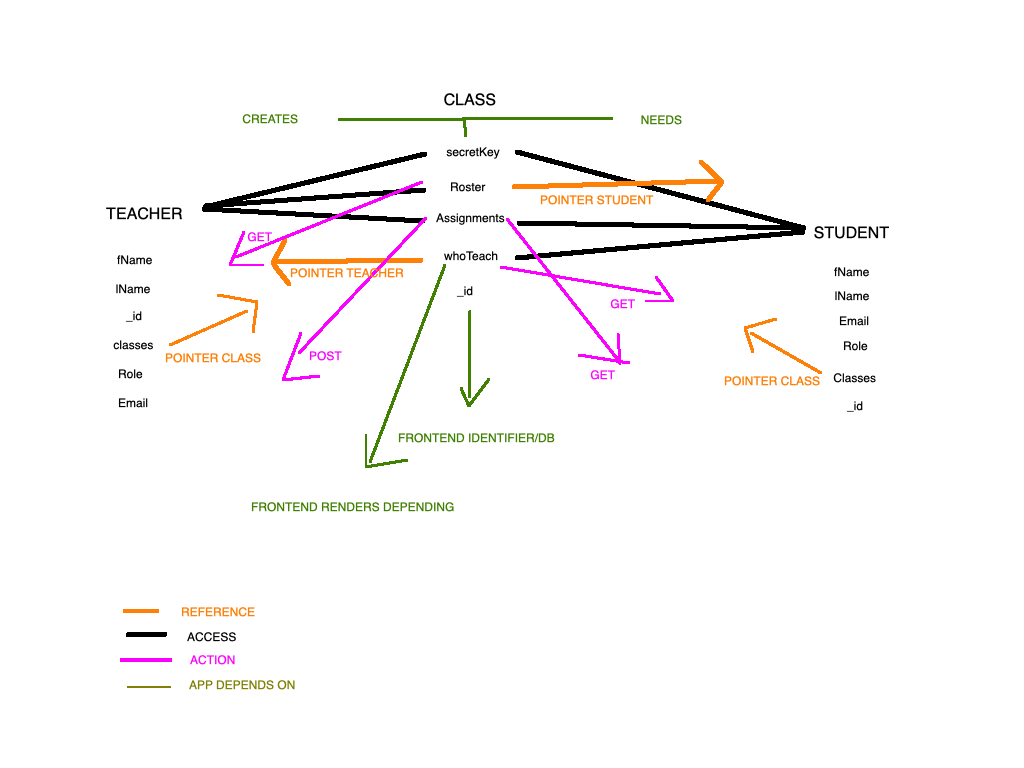 CLASS
CREATES
NEEDS
secretKey
Roster
POINTER STUDENT
TEACHER
Assignments
STUDENT
GET
whoTeach
fName
POINTER TEACHER
fName
lName
_id
lName
GET
_id
Email
classes
Role
POINTER CLASS
POST
Role
GET
POINTER CLASS
Classes
Email
_id
FRONTEND IDENTIFIER/DB
FRONTEND RENDERS DEPENDING
REFERENCE
ACCESS
ACTION
APP DEPENDS ON